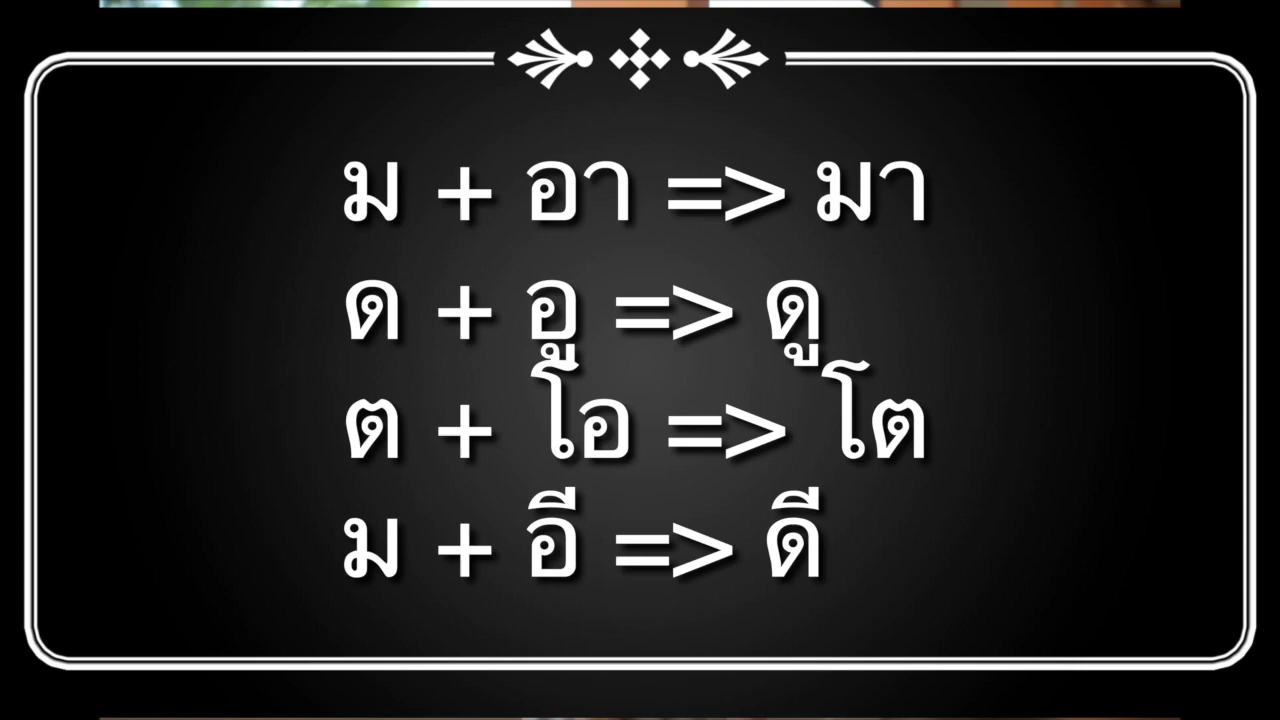 ม + อา => มา
ด + อู => ดู
ต + โอ => โต
ม + อี => ดี